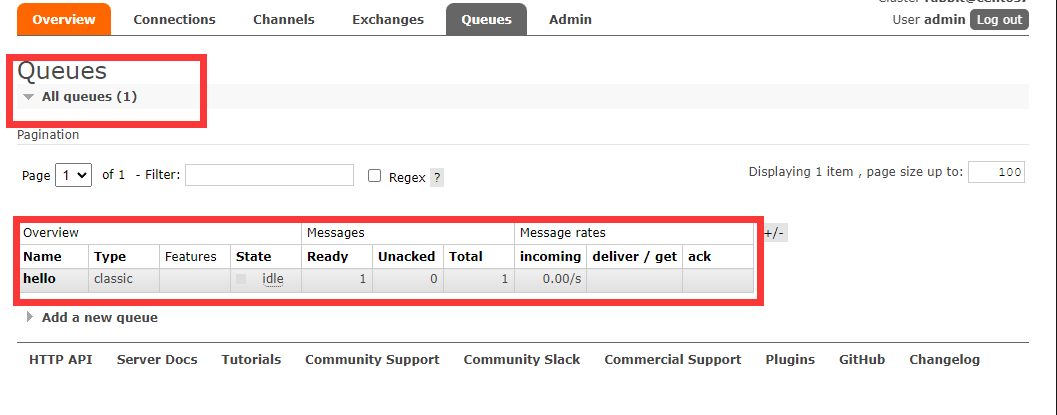 Overview Connections Channels Exchanges Queues Admin
User admin Log out
Queues
All queues (1)
Pagination
Page 1 of 1 - Filter: Regex ?
Displaying 1 item , page size up to: 100
Overview Messages Message rates +/-
Name Type Features State Ready Unacked Total incoming deliver / get ack
hello classic idle 1 0 1 0.00/s
Add a new queue
HTTP API Server Docs Tutorials Community Support Community Slack Commercial Support Plugins GitHub Changelog